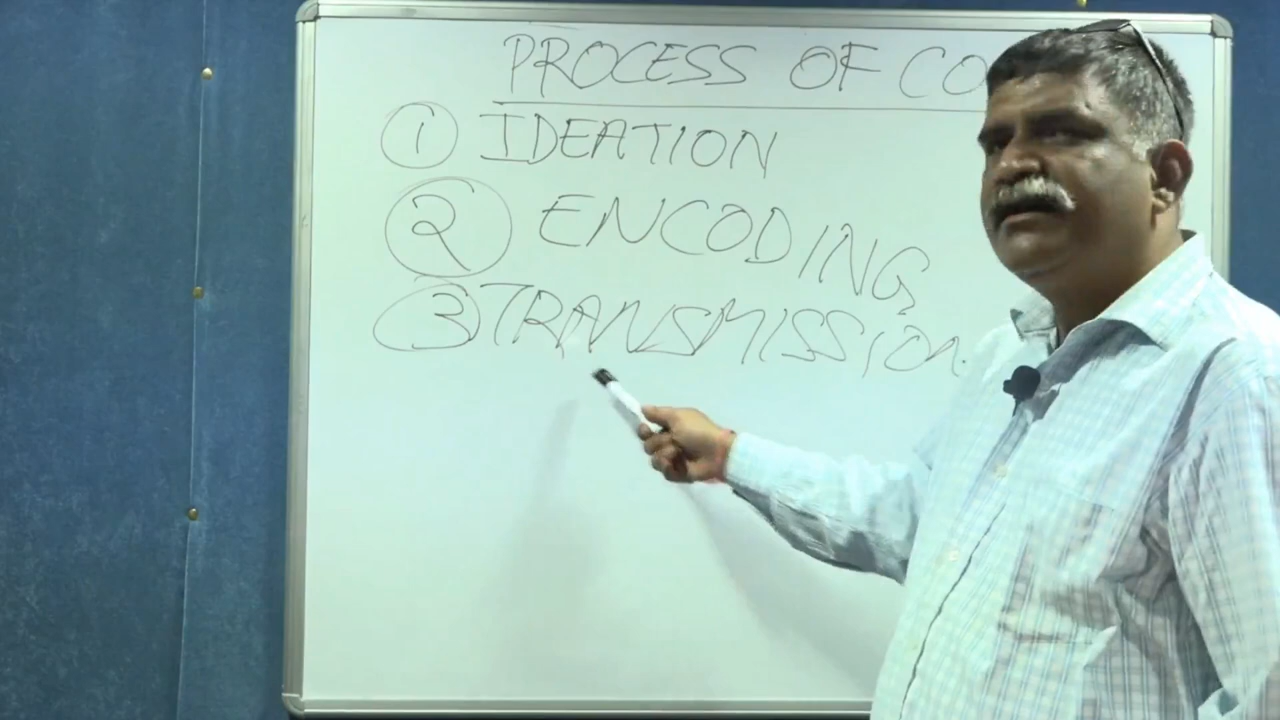 PROCESS OF CO
① IDEATION
② ENCODING
③ TRANSMISSION.